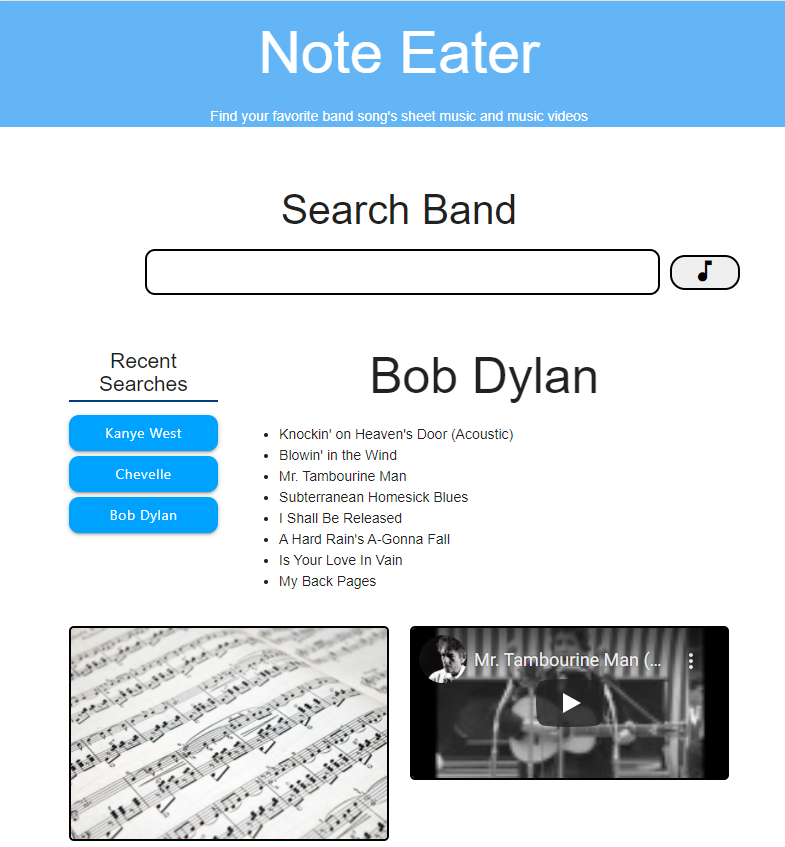 Note Eater
Find your favorite band song's sheet music and music videos
Search Band
Recent
Searches
Kanye West
Chevelle
Bob Dylan
Bob Dylan
Knockin' on Heaven's Door (Acoustic)
Blowin' in the Wind
Mr. Tambourine Man
Subterranean Homesick Blues
I Shall Be Released
A Hard Rain's A-Gonna Fall
Is Your Love In Vain
My Back Pages
Mr. Tambourine Man (...